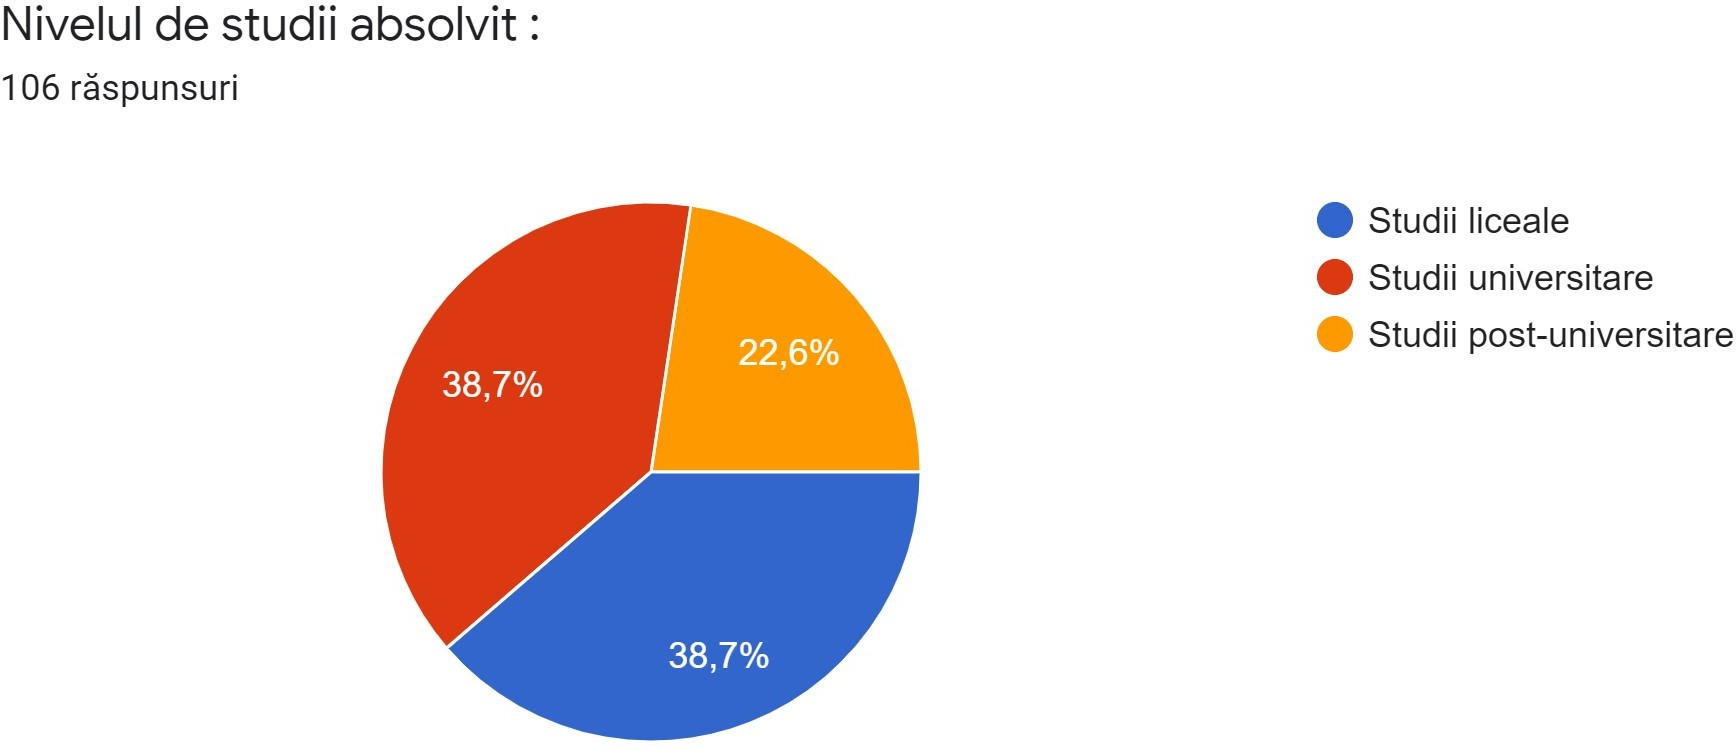 Nivelul de studii absolvit :
106 răspunsuri
Studii liceale
Studii universitare
Studii post-universitare
22,6%
38,7%
38,7%